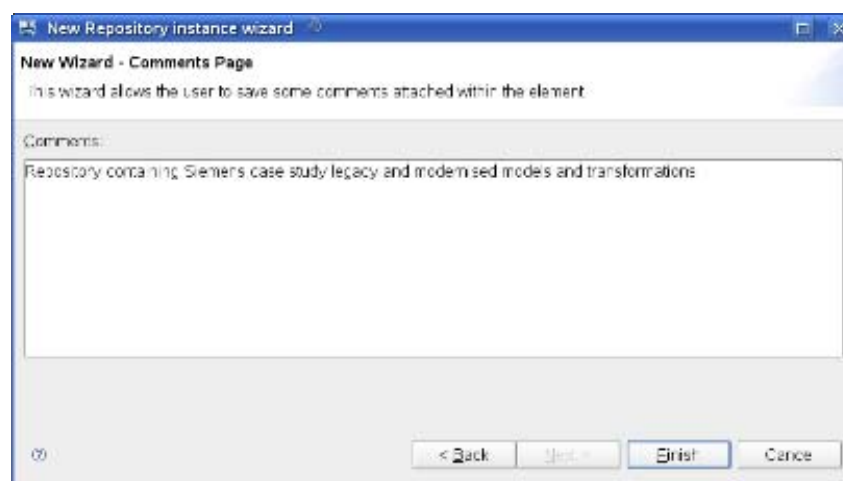 New Repository instance wizard
New Wizard - Comments Page
This wizard allows the user to save some comments attached within the element
Comments:
Repository containing Siemens case study legacy and modernised models and transformations
< Back Next > Finish Cancel